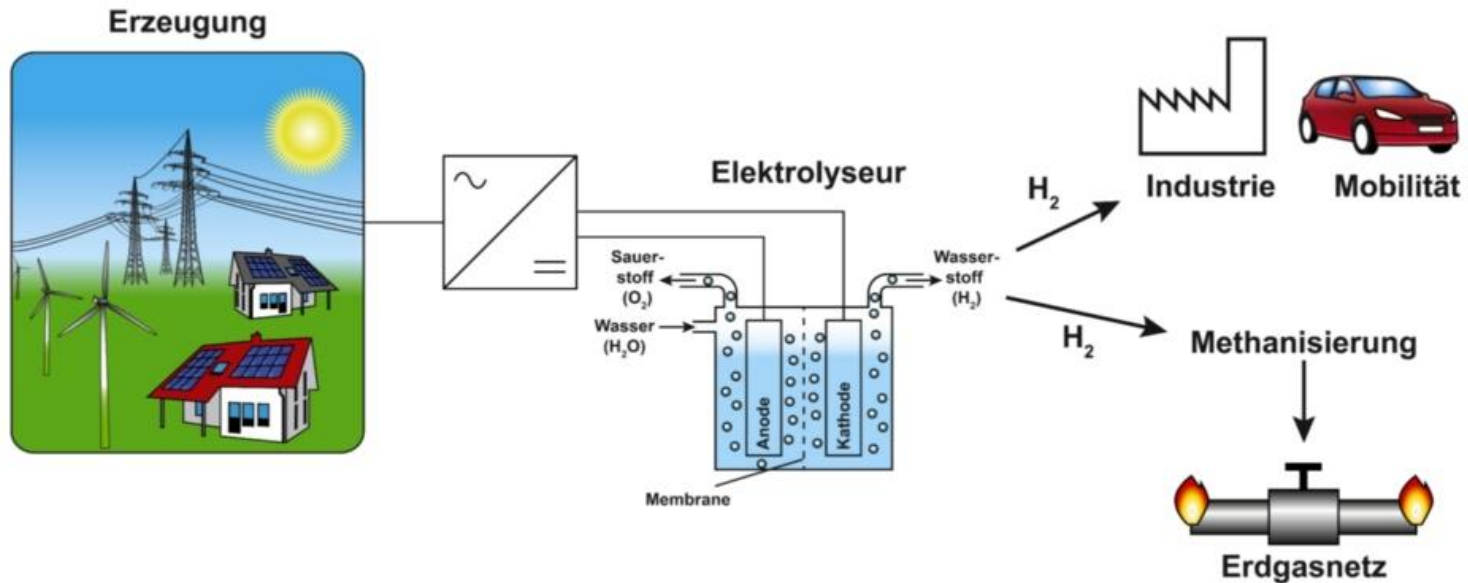 Erzeugung
Elektrolyseur
Sauer-
stoff
(O₂)
Wasser
(H₂O)
Anode
Kathode
Membrane
Wasser-
stoff
(H₂)
H₂
H₂
Industrie
Mobilität
Methanisierung
Erdgasnetz